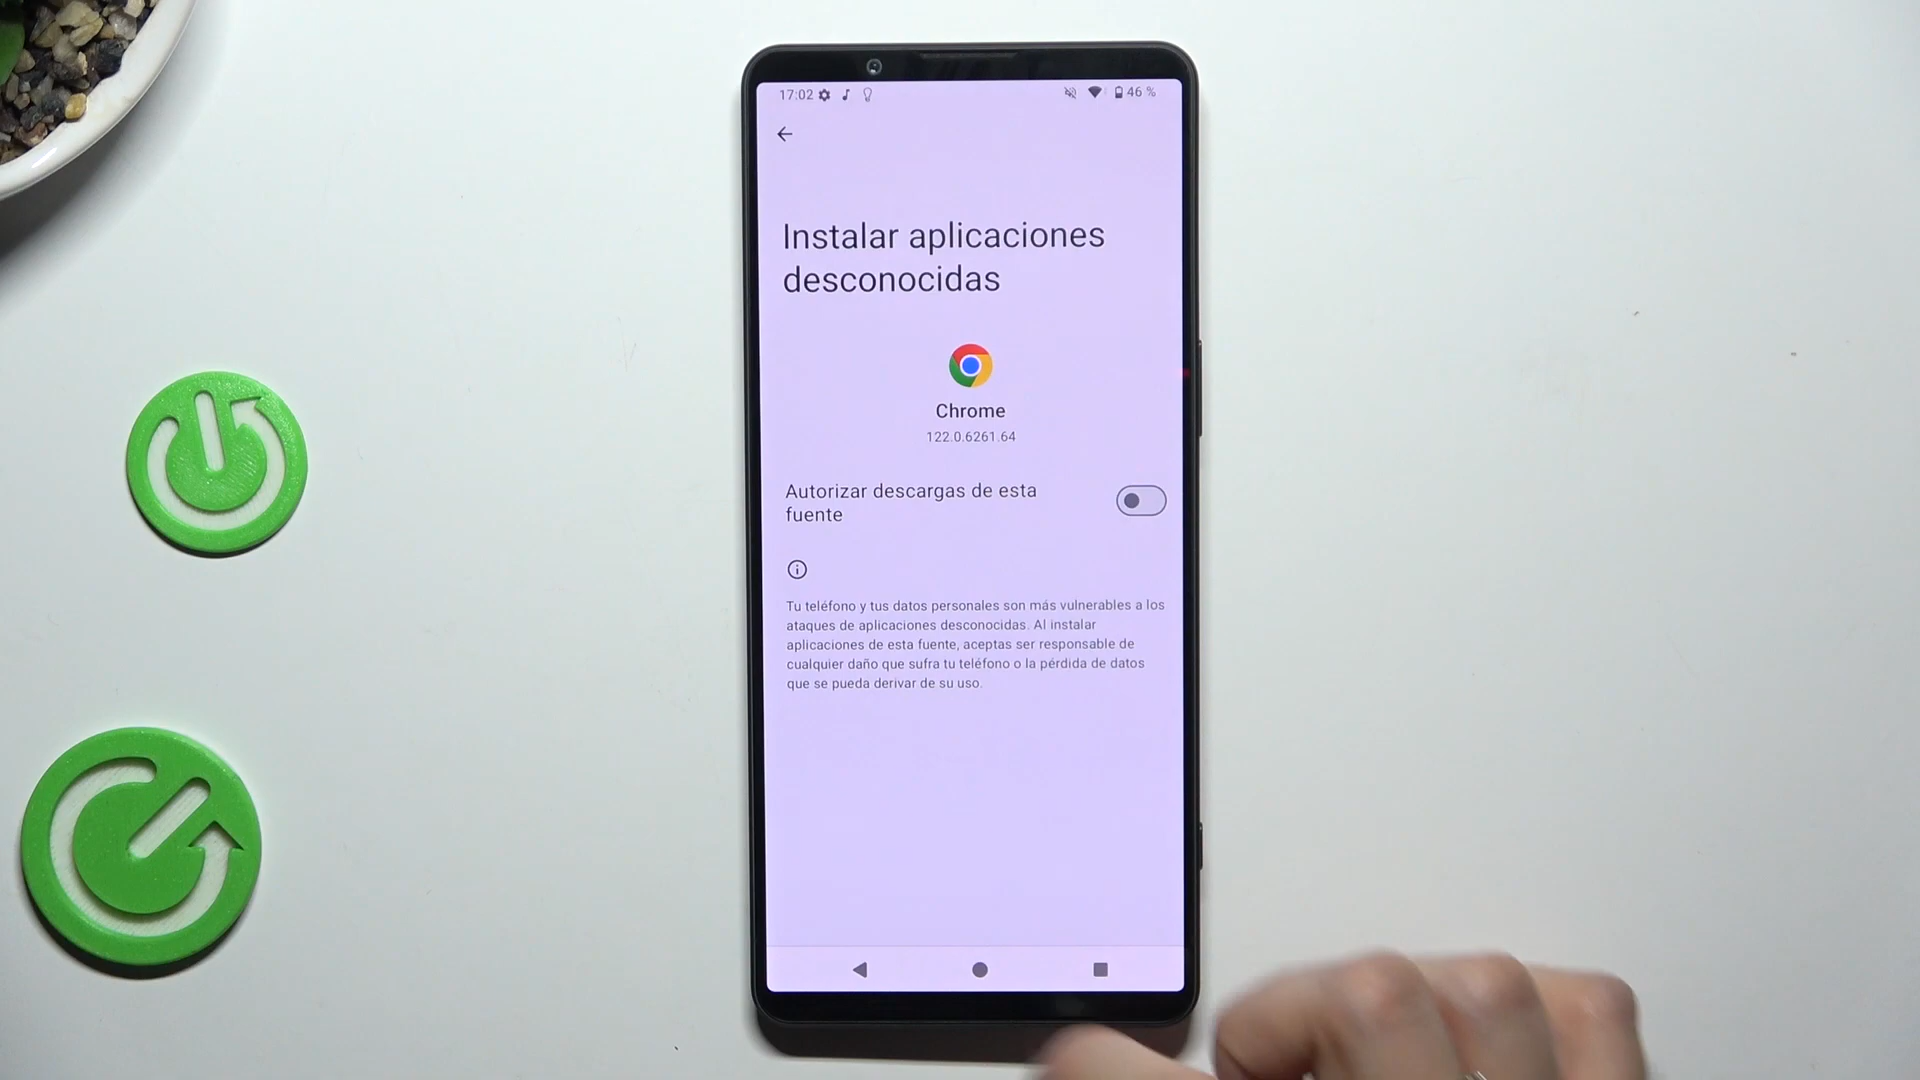 17:02
46 %
Instalar aplicaciones
desconocidas
Chrome
122.0.6261.64
Autorizar descargas de esta
fuente
Tu teléfono y tus datos personales son más vulnerables a los
ataques de aplicaciones desconocidas. Al instalar
aplicaciones de esta fuente, aceptas ser responsable de
cualquier daño que sufra tu teléfono o la pérdida de datos
que se pueda derivar de su uso.